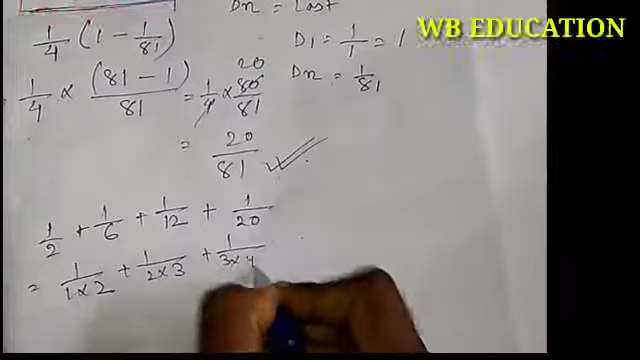 Dn = Last
WB EDUCATION
1/4 (1 - 1/81)
D1 = 1/1 = 1
1/4 × (81 - 1)/81 = 1/4 × 80/81 20
Dn = 1/81
= 20/81
1/2 + 1/6 + 1/12 + 1/20
= 1/1×2 + 1/2×3 + 1/3×4